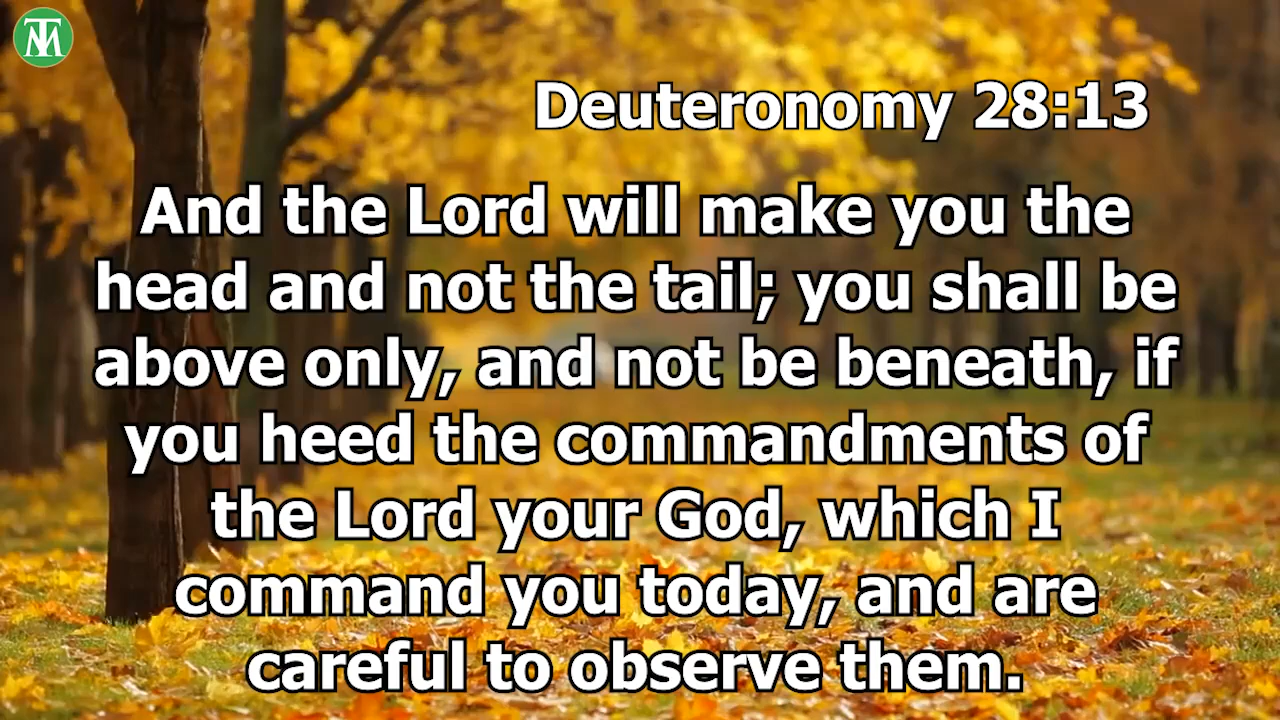 TM
Deuteronomy 28:13
And the Lord will make you the
head and not the tail; you shall be
above only, and not be beneath, if
you heed the commandments of
the Lord your God, which I
command you today, and are
careful to observe them.